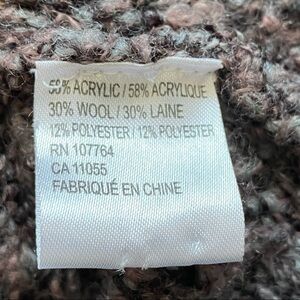 58% ACRYLIC / 58% ACRYLIQUE
30% WOOL / 30% LAINE
12% POLYESTER / 12% POLYESTER
RN 107764
CA 11055
FABRIQUÉ EN CHINE